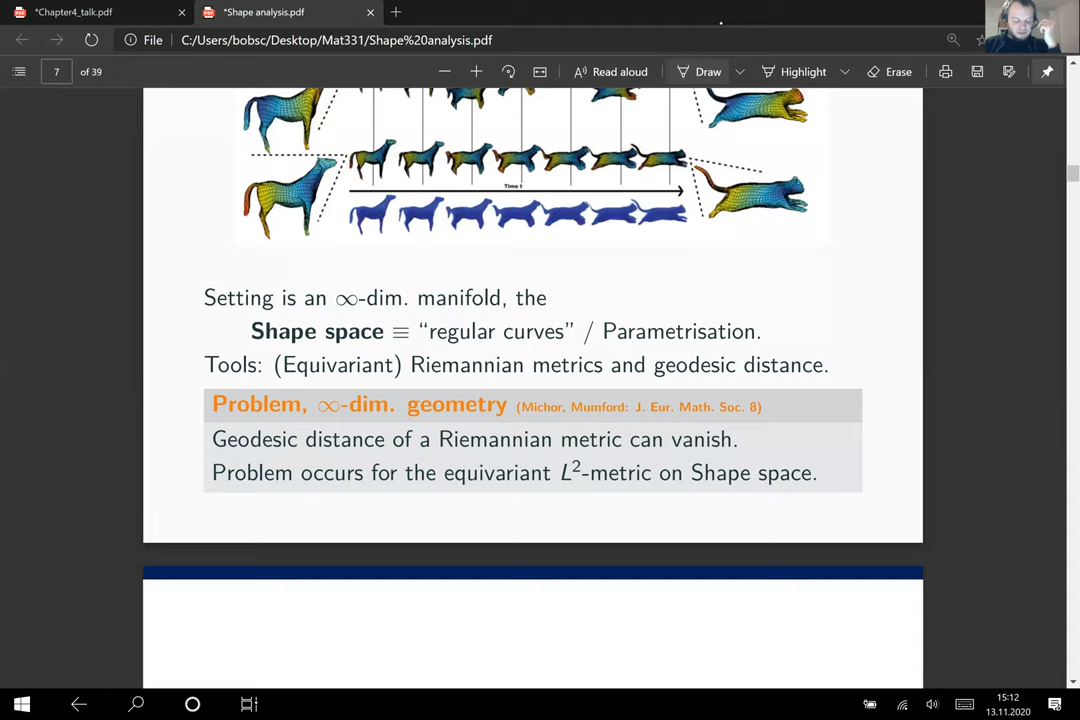 *Chapter4_talk.pdf
*Shape analysis.pdf
File
C:/Users/bobsc/Desktop/Mat331/Shape%20analysis.pdf
7 of 39
Read aloud
Draw
Highlight
Erase
Time t
Setting is an ∞-dim. manifold, the
Shape space ≡ “regular curves” / Parametrisation.
Tools: (Equivariant) Riemannian metrics and geodesic distance.
Problem, ∞-dim. geometry (Michor, Mumford: J. Eur. Math. Soc. 8)
Geodesic distance of a Riemannian metric can vanish.
Problem occurs for the equivariant L²-metric on Shape space.
15:12
13.11.2020